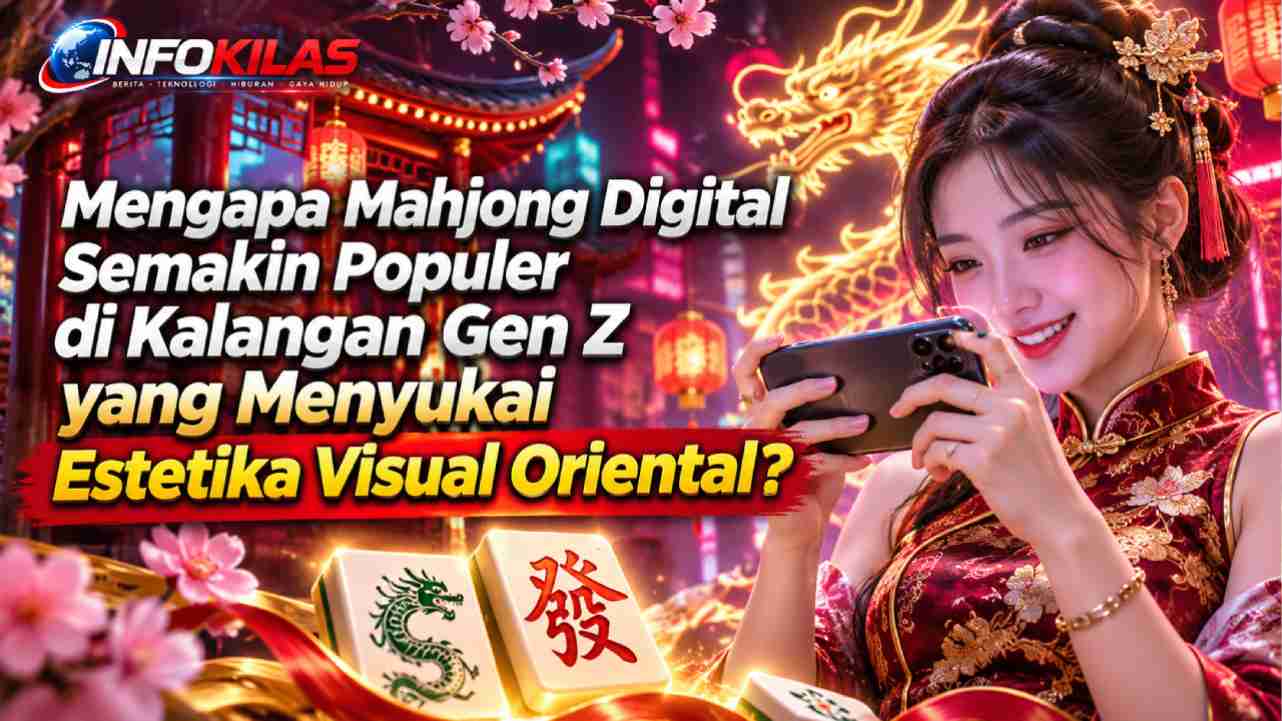 INFOKILAS
BERITA - TEKNOLLOGI - HIBURAN - GAYA HIDUP
Mengapa Mahjong Digital
Semakin Populer
di Kalangan Gen Z
yang Menyukai
Estetika Visual Oriental?
發